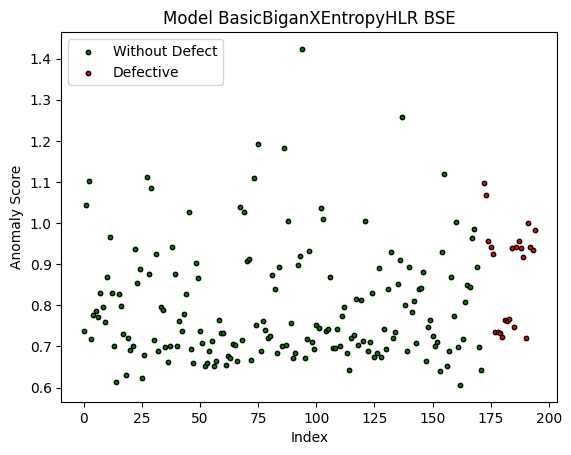 Model BasicBiganXEntropyHLR BSE
Without Defect
Defective
Anomaly Score
1.4
1.3
1.2
1.1
1.0
0.9
0.8
0.7
0.6
0 25 50 75 100 125 150 175 200
Index